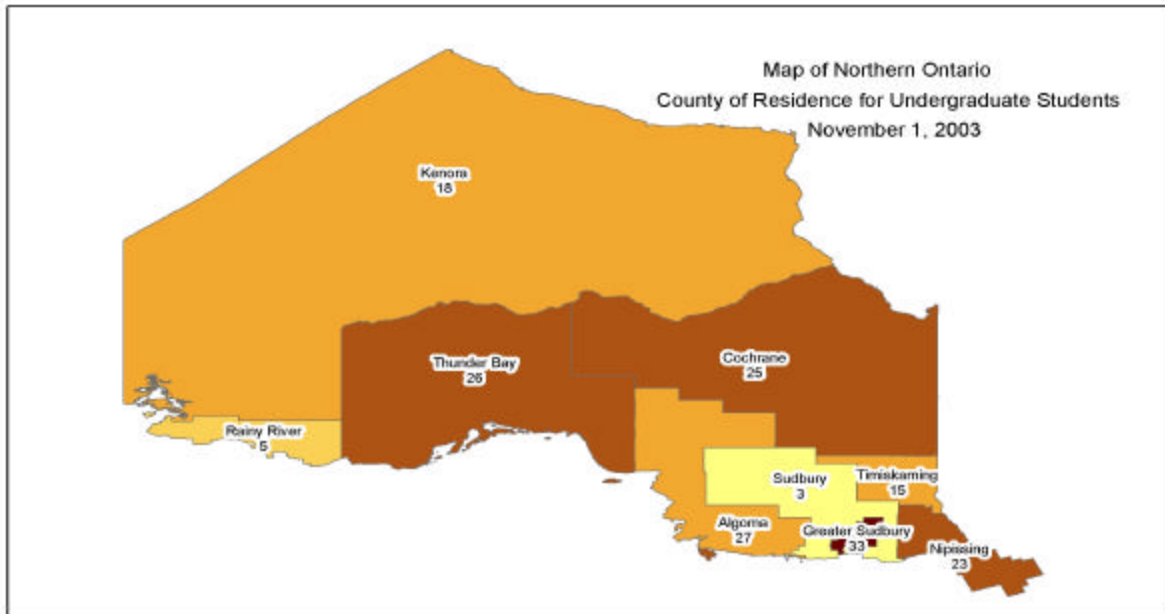 Map of Northern Ontario
County of Residence for Undergraduate Students
November 1, 2003
Kenora
18
Thunder Bay
26
Cochrane
25
Rainy River
5
Sudbury
3
Timiskaming
15
Algoma
27
Greater Sudbury
33
Nipissing
23